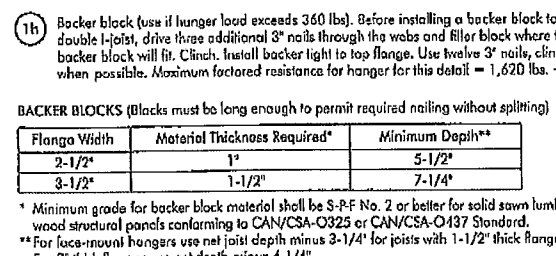 1h
Backer block (use if hanger load exceeds 360 lbs). Before installing a backer block to
double I-joist, drive three additional 3" nails through the webs and filler block where
backer block will fit. Clinch. Install backer tight to top flange. Use twelve 3" nails, clin
when possible. Maximum factored resistance for hanger for this detail = 1,620 lbs.
BACKER BLOCKS (Blocks must be long enough to permit required nailing without splitting)
Flange Width Material Thickness Required* Minimum Depth**
2-1/2" 1" 5-1/2"
3-1/2" 1-1/2" 7-1/4"
* Minimum grade for backer block material shall be S-P-F No. 2 or better for solid sawn lumb
wood structural panels conforming to CAN/CSA-O325 or CAN/CSA-O437 Standard.
** For face-mount hangers use net joist depth minus 3-1/4" for joists with 1-1/2" thick flang